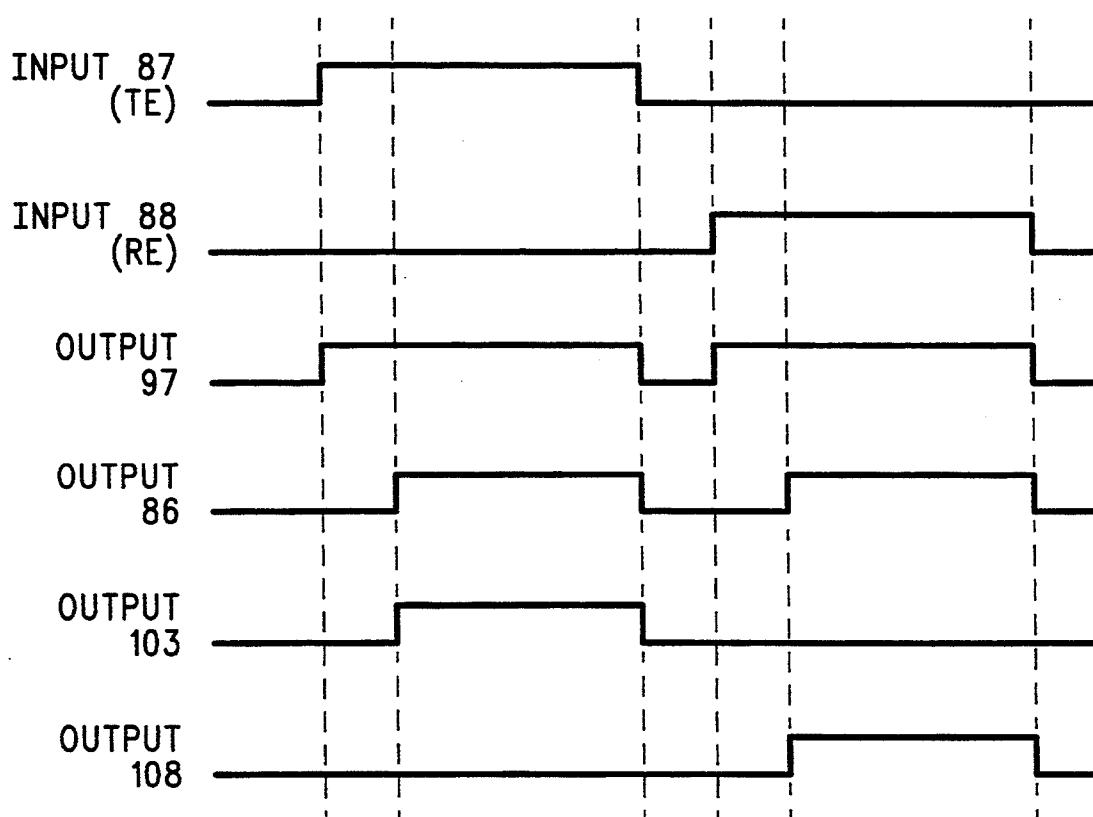 INPUT 87
(TE)
INPUT 88
(RE)
OUTPUT
97
OUTPUT
86
OUTPUT
103
OUTPUT
108